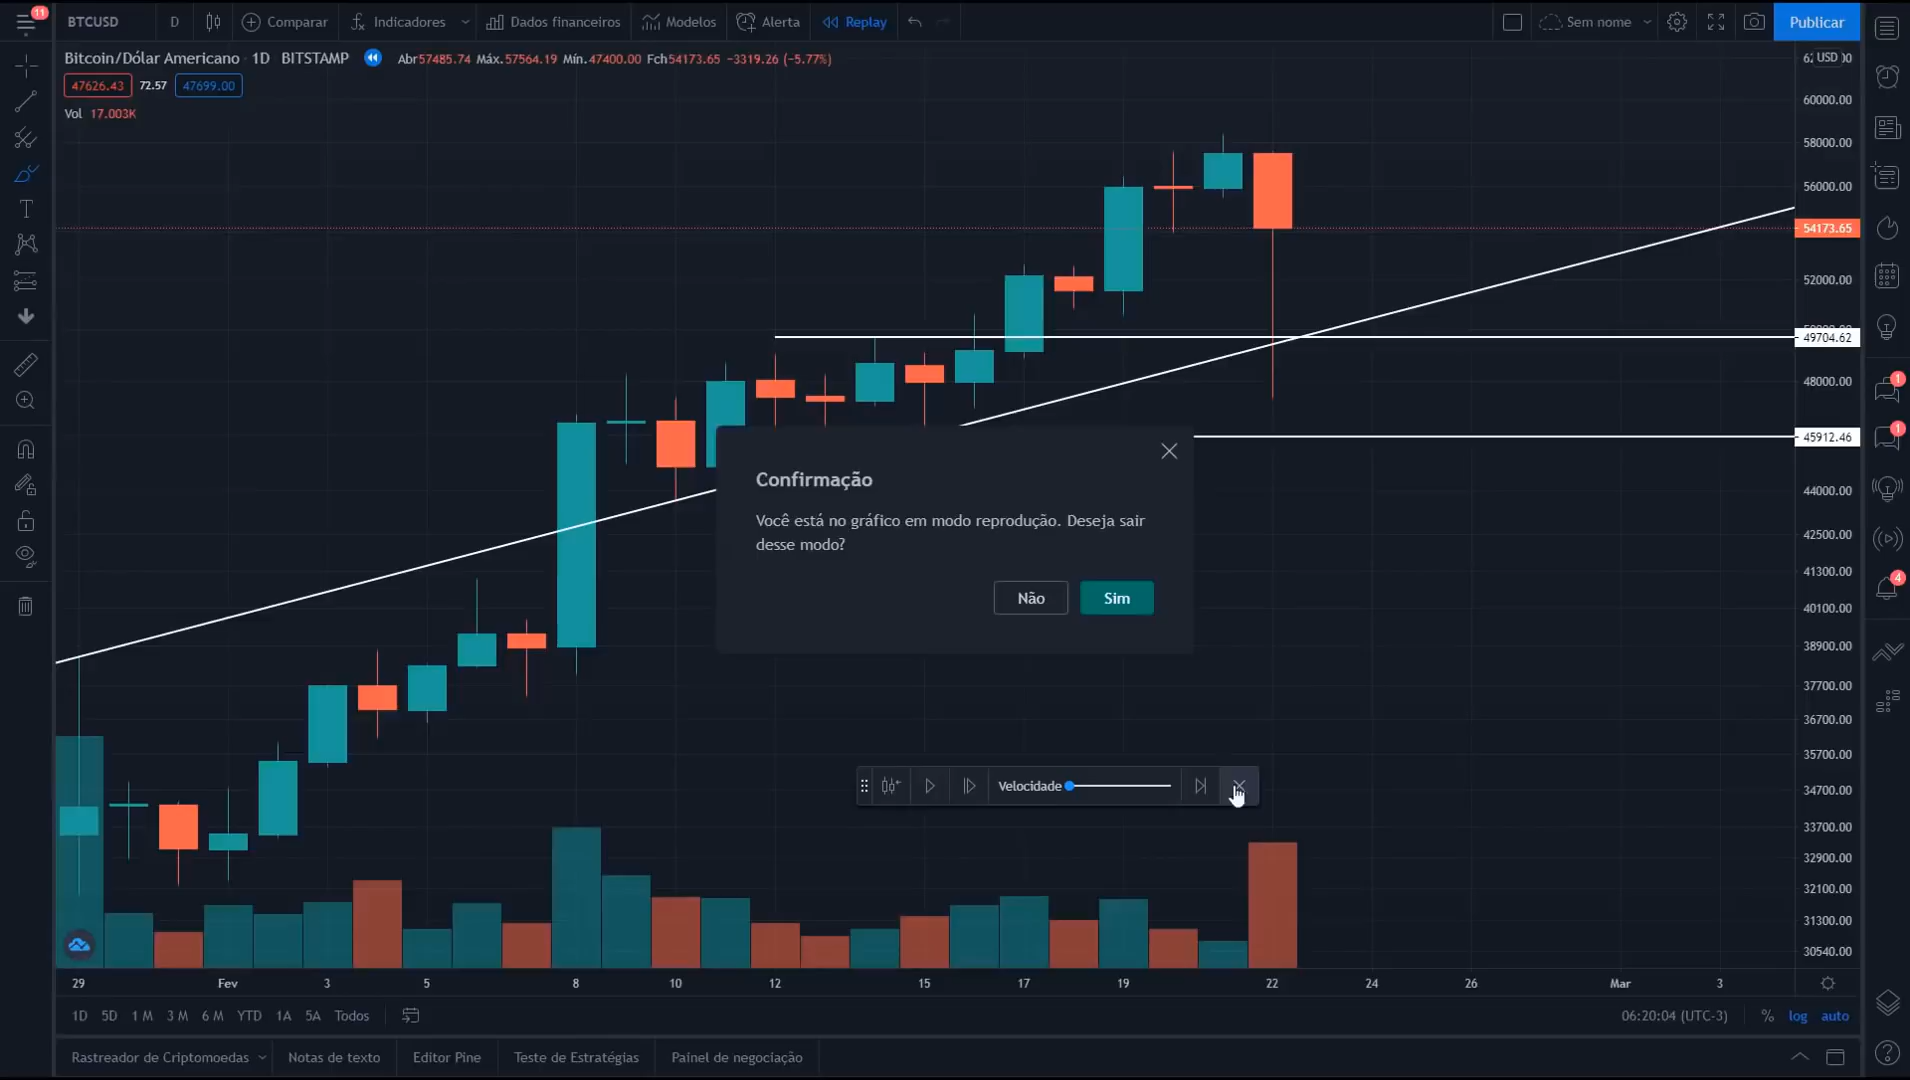 11
BTCUSD
D
Comparar
Indicadores
Dados financeiros
Modelos
Alerta
Replay
Sem nome
Publicar
Bitcoin/Dólar Americano 1D BITSTAMP
Abr57485.74 Máx.57564.19 Mín.47400.00 Fch54173.65 −3319.26 (−5.77%)
47626.43 72.57 47699.00
Vol 17.003K
USD
60000.00
58000.00
56000.00
54173.65
52000.00
49704.62
48000.00
45912.46
44000.00
42500.00
41300.00
40100.00
38900.00
37700.00
36700.00
35700.00
34700.00
33700.00
32900.00
32100.00
31300.00
30540.00
1
1
4
Confirmação
Você está no gráfico em modo reprodução. Deseja sair
desse modo?
Não
Sim
Velocidade
29 Fev 3 5 8 10 12 15 17 19 22 24 26 Mar 3
1D 5D 1 M 3 M 6 M YTD 1A 5A Todos
06:20:04 (UTC-3) % log auto
Rastreador de Criptomoedas
Notas de texto
Editor Pine
Teste de Estratégias
Painel de negociação